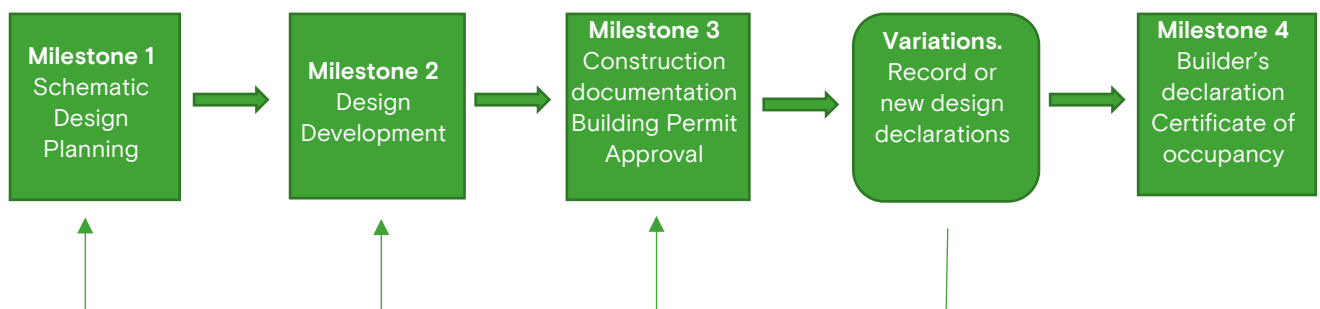 Milestone 1
Schematic
Design
Planning
Milestone 2
Design
Development
Milestone 3
Construction
documentation
Building Permit
Approval
Variations.
Record or
new design
declarations
Milestone 4
Builder’s
declaration
Certificate of
occupancy